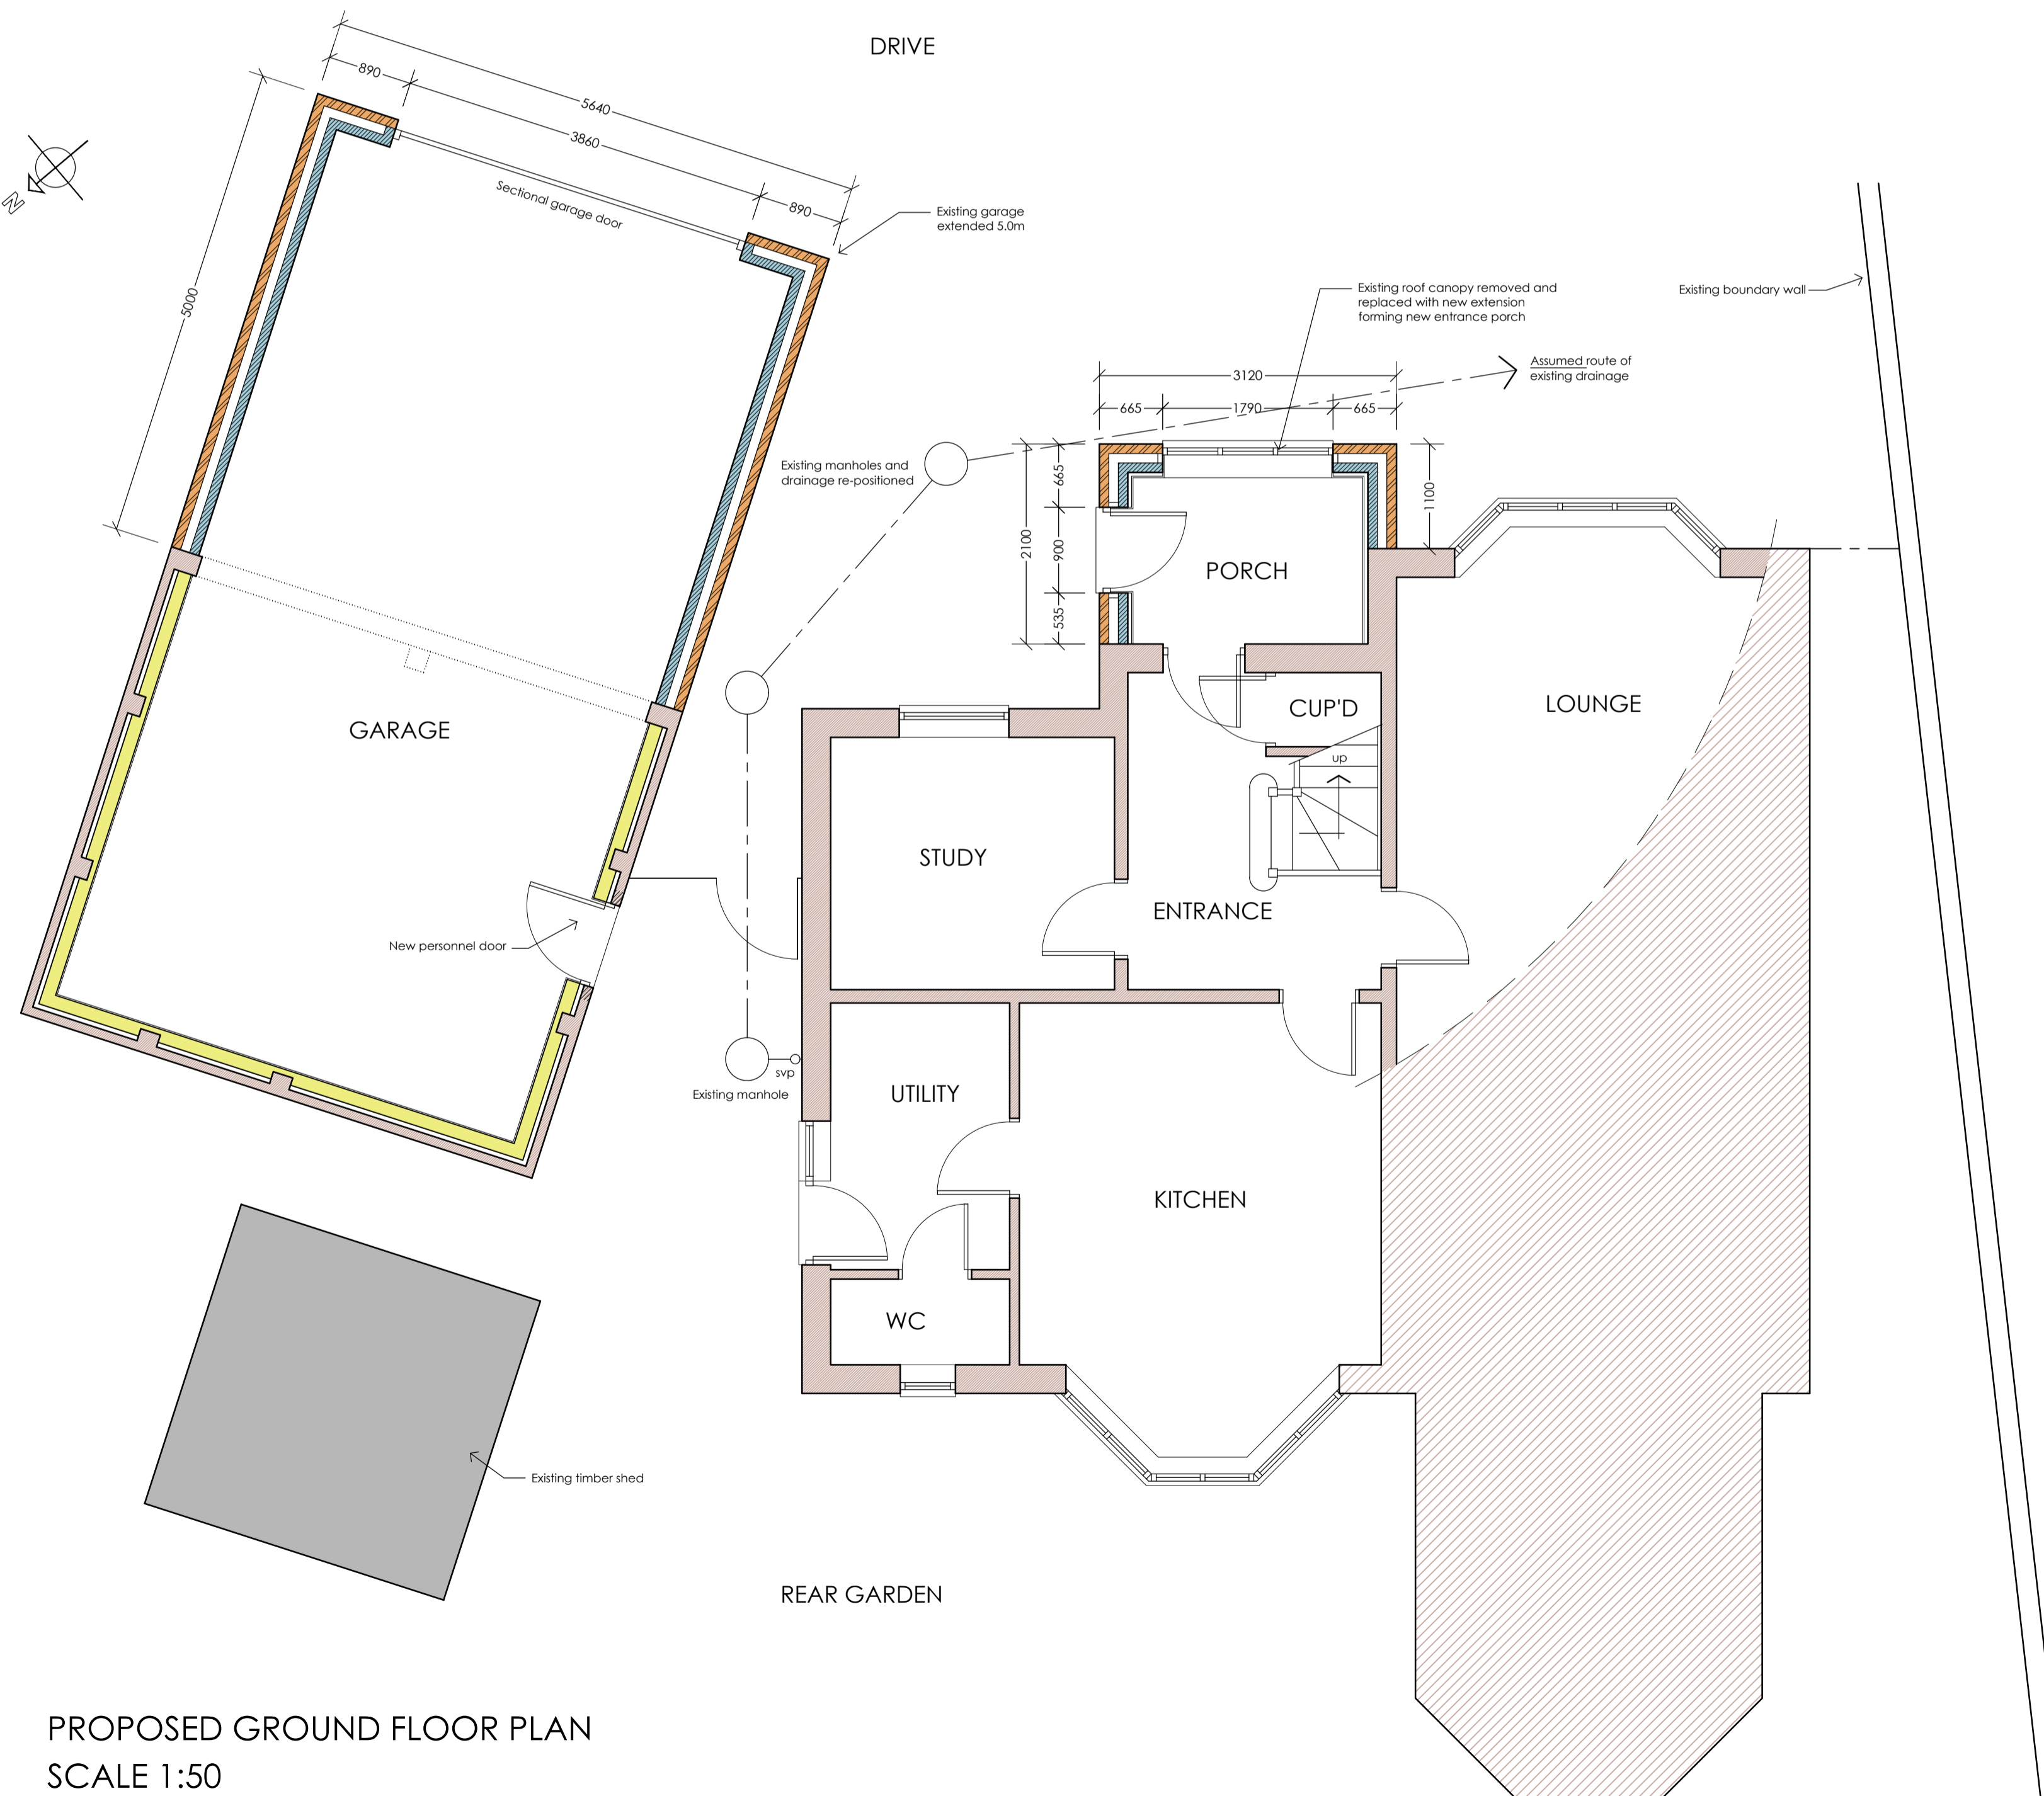 DRIVE
890
5640
3860
890
Sectional garage door
N
5000
Existing garage
extended 5.0m
Existing roof canopy removed and
replaced with new extension
forming new entrance porch
Existing boundary wall
Assumed route of
existing drainage
3120
665
1790
665
Existing manholes and
drainage re-positioned
665
2100
900
535
1100
PORCH
GARAGE
CUP'D
LOUNGE
up
STUDY
ENTRANCE
New personnel door
svp
Existing manhole
UTILITY
KITCHEN
WC
Existing timber shed
REAR GARDEN
PROPOSED GROUND FLOOR PLAN
SCALE 1:50